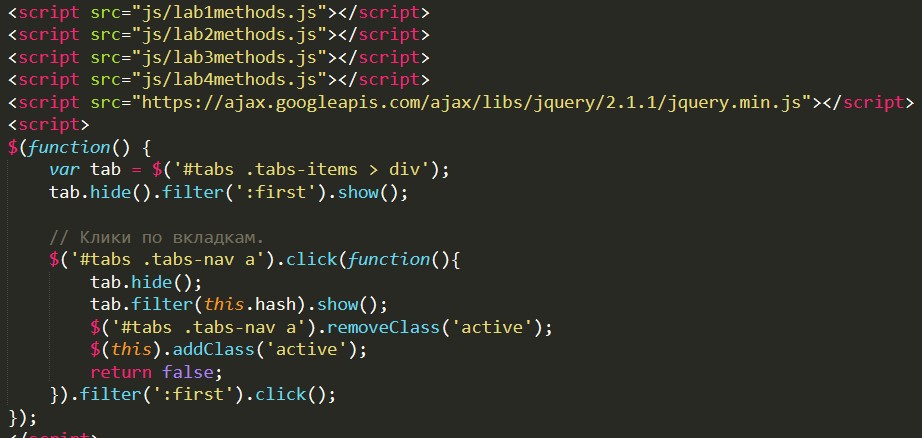 <script src="js/lab1methods.js"></script>
<script src="js/lab2methods.js"></script>
<script src="js/lab3methods.js"></script>
<script src="js/lab4methods.js"></script>
<script src="https://ajax.googleapis.com/ajax/libs/jquery/2.1.1/jquery.min.js"></script>
<script>
$(function() {
    var tab = $('#tabs .tabs-items > div');
    tab.hide().filter(':first').show();

    // Клики по вкладкам.
    $('#tabs .tabs-nav a').click(function(){
        tab.hide();
        tab.filter(this.hash).show();
        $('#tabs .tabs-nav a').removeClass('active');
        $(this).addClass('active');
        return false;
    }).filter(':first').click();
});
</script>